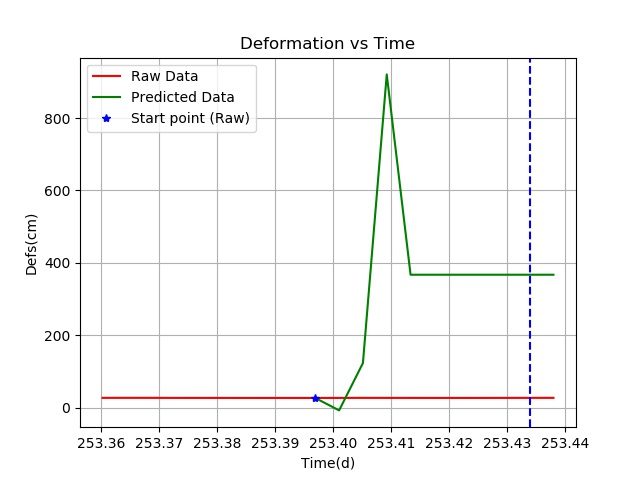 Deformation vs Time
Raw Data
Predicted Data
Start point (Raw)
800
600
400
200
0
Defs(cm)
253.36 253.37 253.38 253.39 253.40 253.41 253.42 253.43 253.44
Time(d)